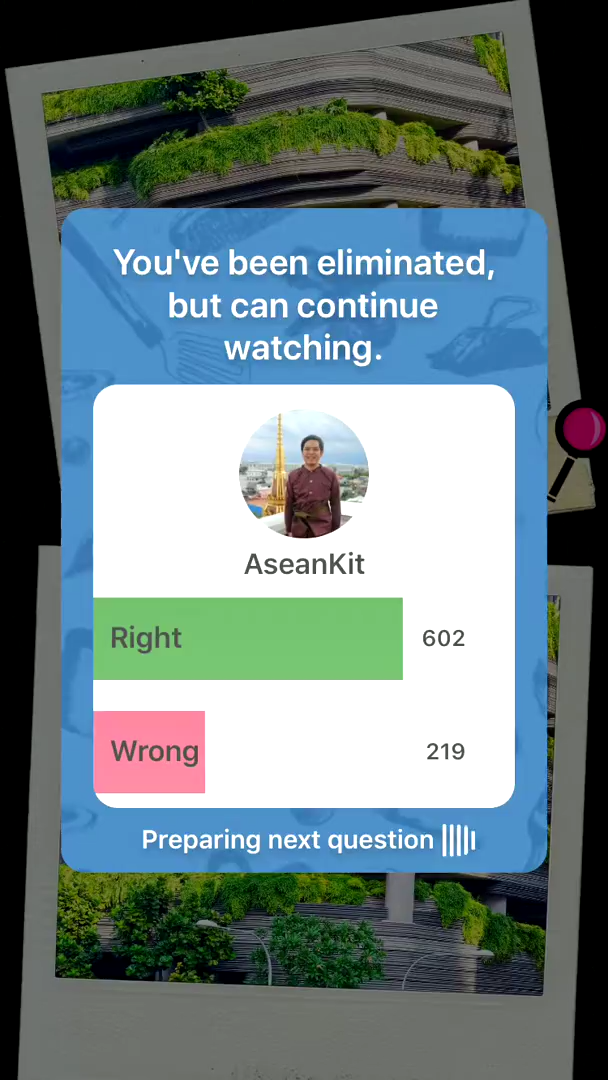 You've been eliminated,
but can continue
watching.
AseanKit
Right 602
Wrong 219
Preparing next question